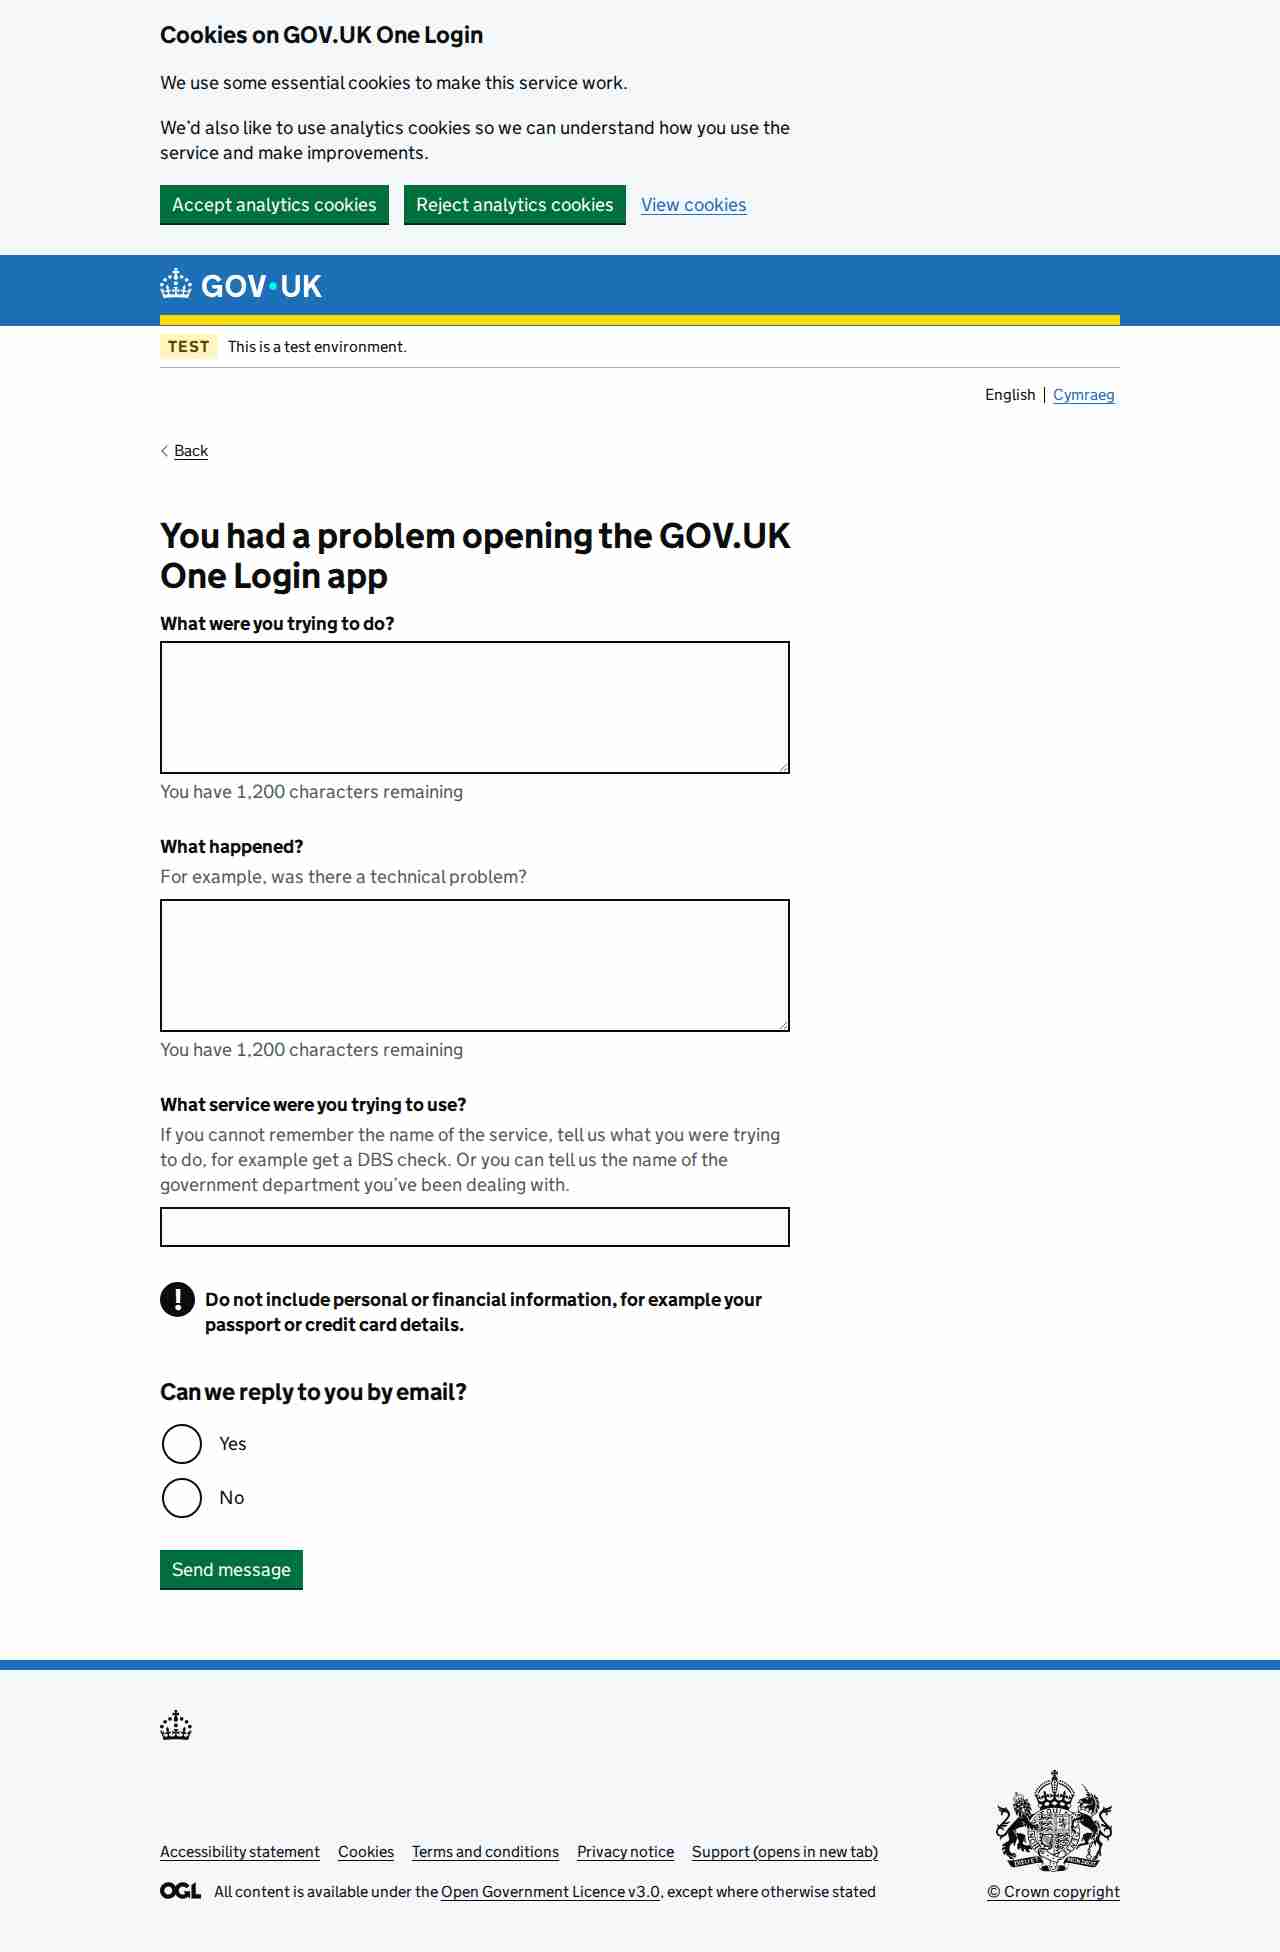 Cookies on GOV.UK One Login
We use some essential cookies to make this service work.
We’d also like to use analytics cookies so we can understand how you use the
service and make improvements.
Accept analytics cookies Reject analytics cookies View cookies
GOV•UK
TEST This is a test environment.
English Cymraeg
Back
You had a problem opening the GOV.UK
One Login app
What were you trying to do?
You have 1,200 characters remaining
What happened?
For example, was there a technical problem?
You have 1,200 characters remaining
What service were you trying to use?
If you cannot remember the name of the service, tell us what you were trying
to do, for example get a DBS check. Or you can tell us the name of the
government department you’ve been dealing with.
! Do not include personal or financial information, for example your
passport or credit card details.
Can we reply to you by email?
Yes
No
Send message
Accessibility statement Cookies Terms and conditions Privacy notice Support (opens in new tab)
OGL All content is available under the Open Government Licence v3.0, except where otherwise stated
© Crown copyright